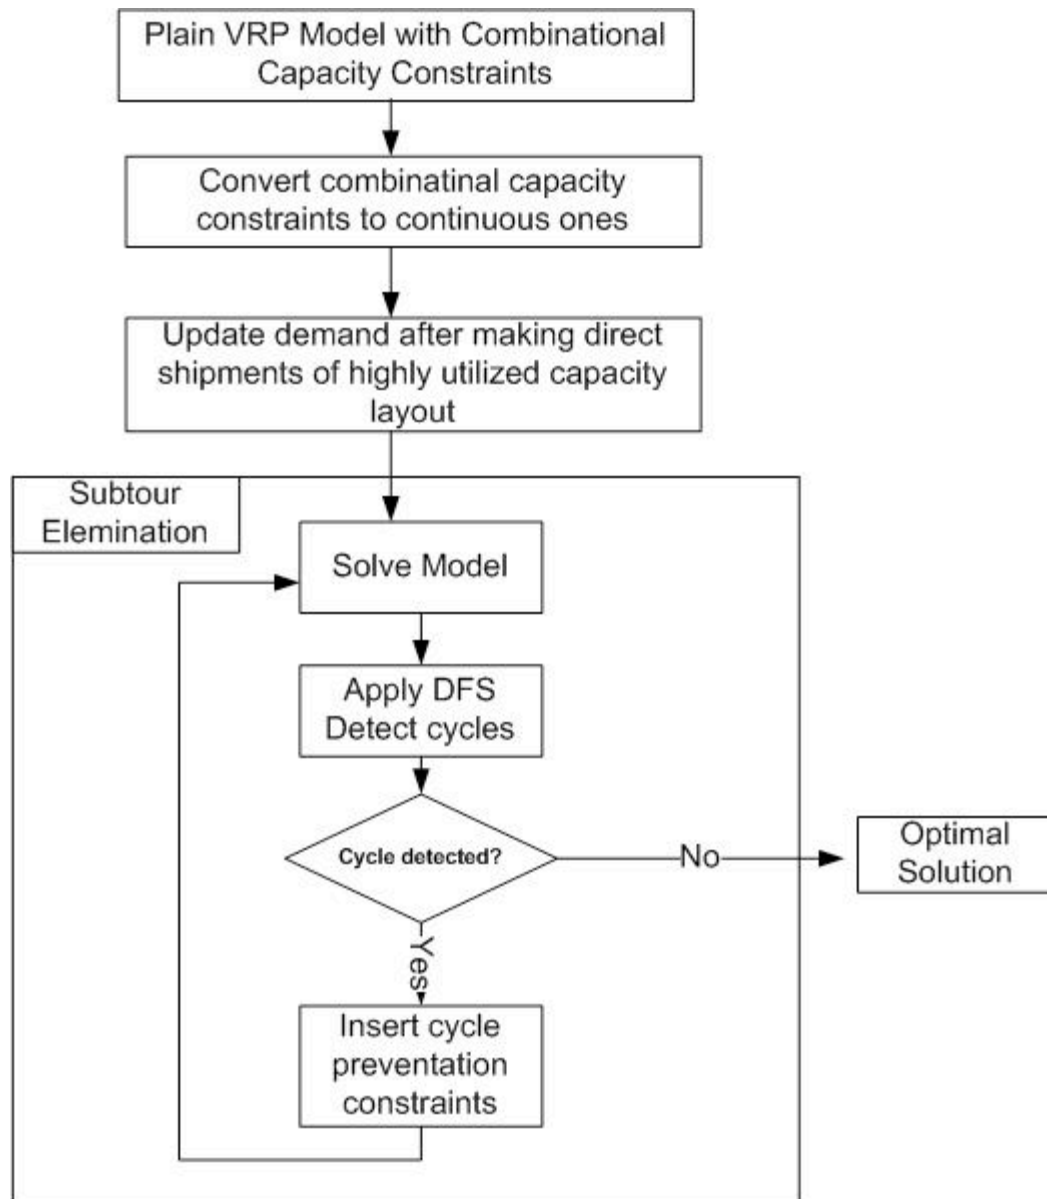 Plain VRP Model with Combinational
Capacity Constraints
Convert combinatinal capacity
constraints to continuous ones
Update demand after making direct
shipments of highly utilized capacity
layout
Subtour
Elemination
Solve Model
Apply DFS
Detect cycles
Cycle detected?
No
Optimal
Solution
Yes
Insert cycle
preventation
constraints